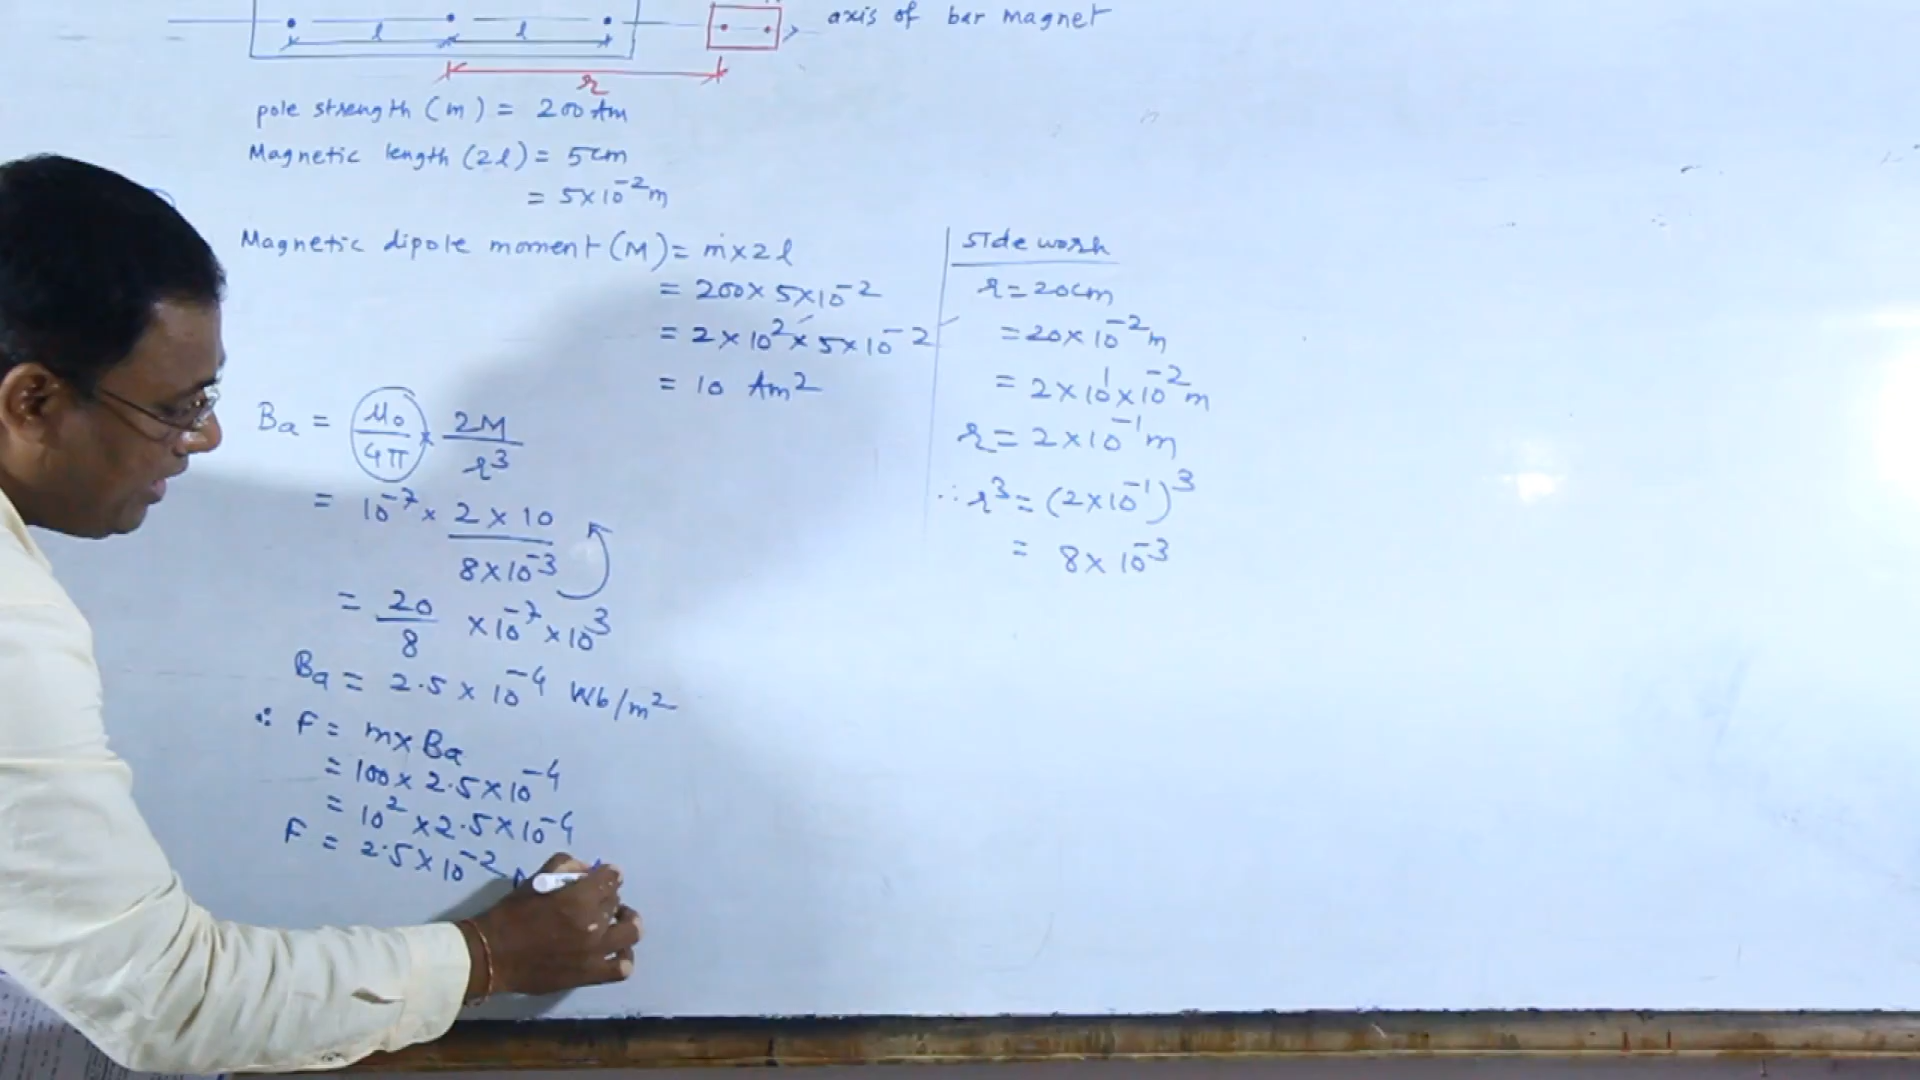 l l
axis of bar magnet
r
pole strength (m) = 200 Am
Magnetic length (2l) = 5cm
= 5×10⁻²m
Magnetic dipole moment (M) = m×2l
= 200×5×10⁻²
= 2×10²×5×10⁻²
= 10 Am²
Ba = μ₀/4π × 2M/r³
= 10⁻⁷ × 2×10/8×10⁻³
= 20/8 ×10⁻⁷×10³
Ba = 2.5×10⁻⁴ Wb/m²
∴ F = m×Ba
= 100×2.5×10⁻⁴
= 10²×2.5×10⁻⁴
F = 2.5×10⁻²
Side work
r = 20cm
= 20×10⁻²m
= 2×10¹×10⁻²m
r = 2×10⁻¹m
∴ r³ = (2×10⁻¹)³
= 8×10⁻³